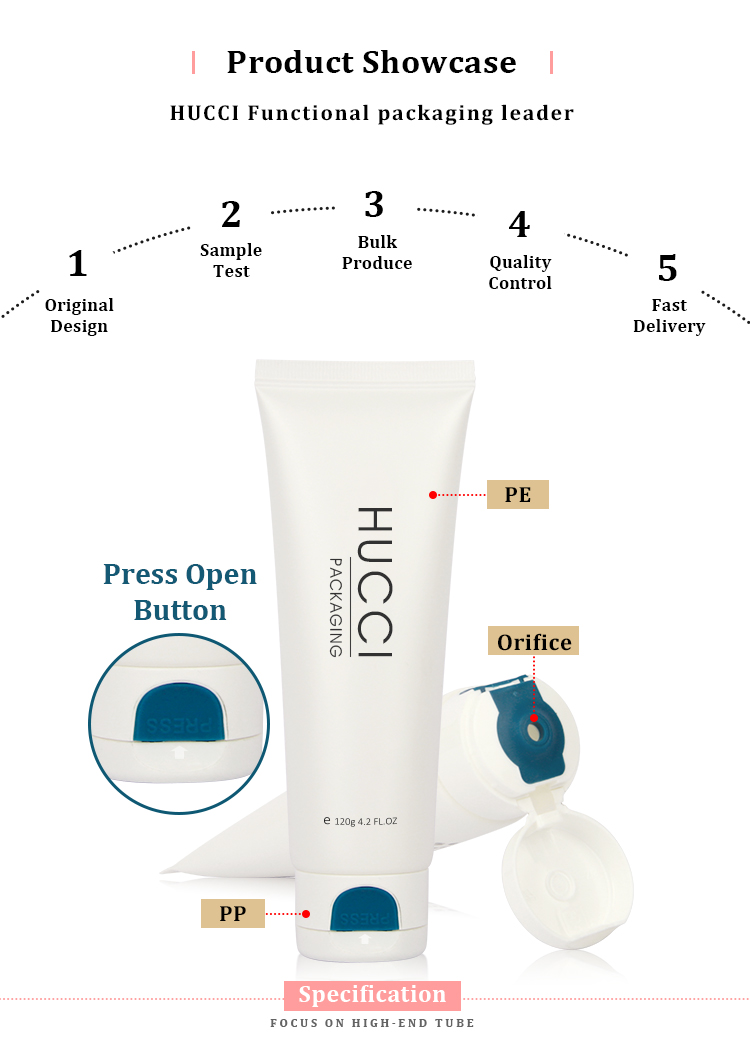 Product Showcase
HUCCI Functional packaging leader
1
Original
Design
2
Sample
Test
3
Bulk
Produce
4
Quality
Control
5
Fast
Delivery
PE
HUCCI
PACKAGING
Press Open
Button
PRESS
Orifice
e 120g 4.2 FL.OZ
PP
PRESS
Specification
FOCUS ON HIGH-END TUBE